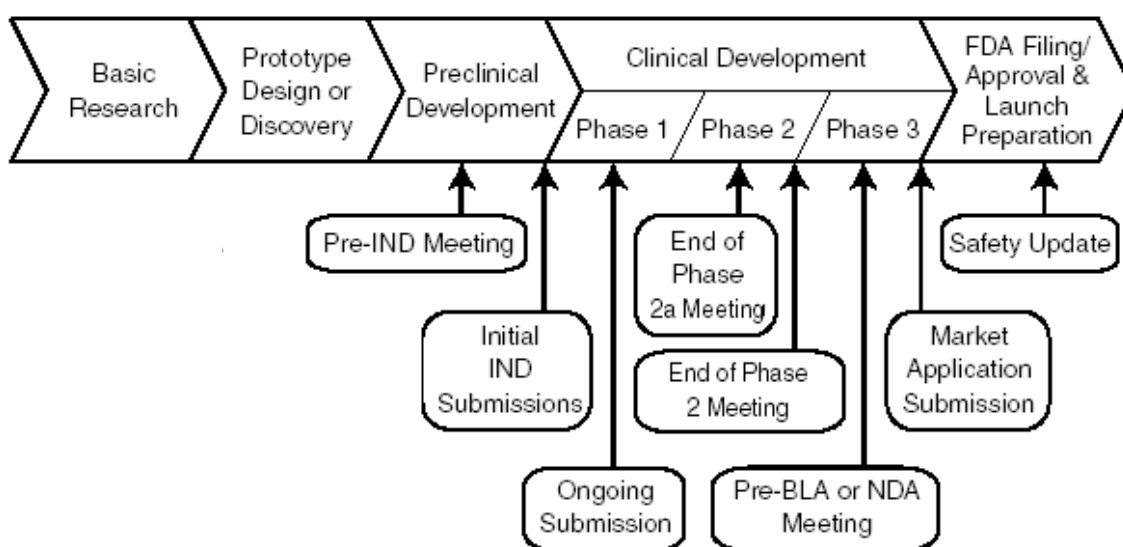 Basic
Research
Prototype
Design or
Discovery
Preclinical
Development
Clinical Development
Phase 1
Phase 2
Phase 3
FDA Filing/
Approval &
Launch
Preparation
Pre-IND Meeting
Initial
IND
Submissions
Ongoing
Submission
End of
Phase
2a Meeting
End of Phase
2 Meeting
Pre-BLA or NDA
Meeting
Market
Application
Submission
Safety Update